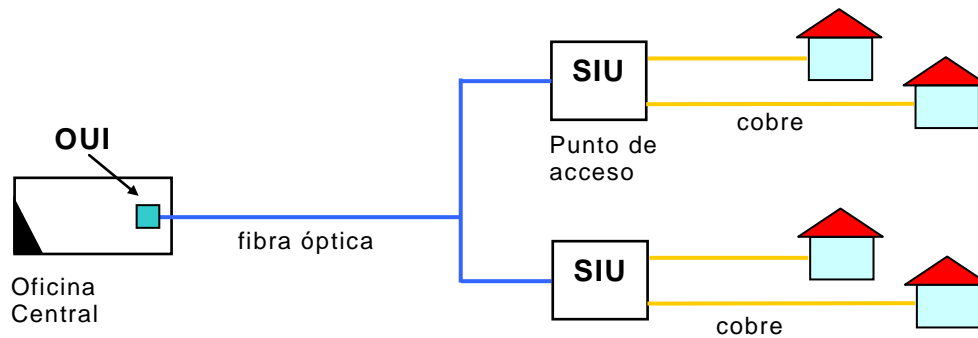 SIU
cobre
Punto de
acceso
OUI
fibra óptica
Oficina
Central
SIU
cobre